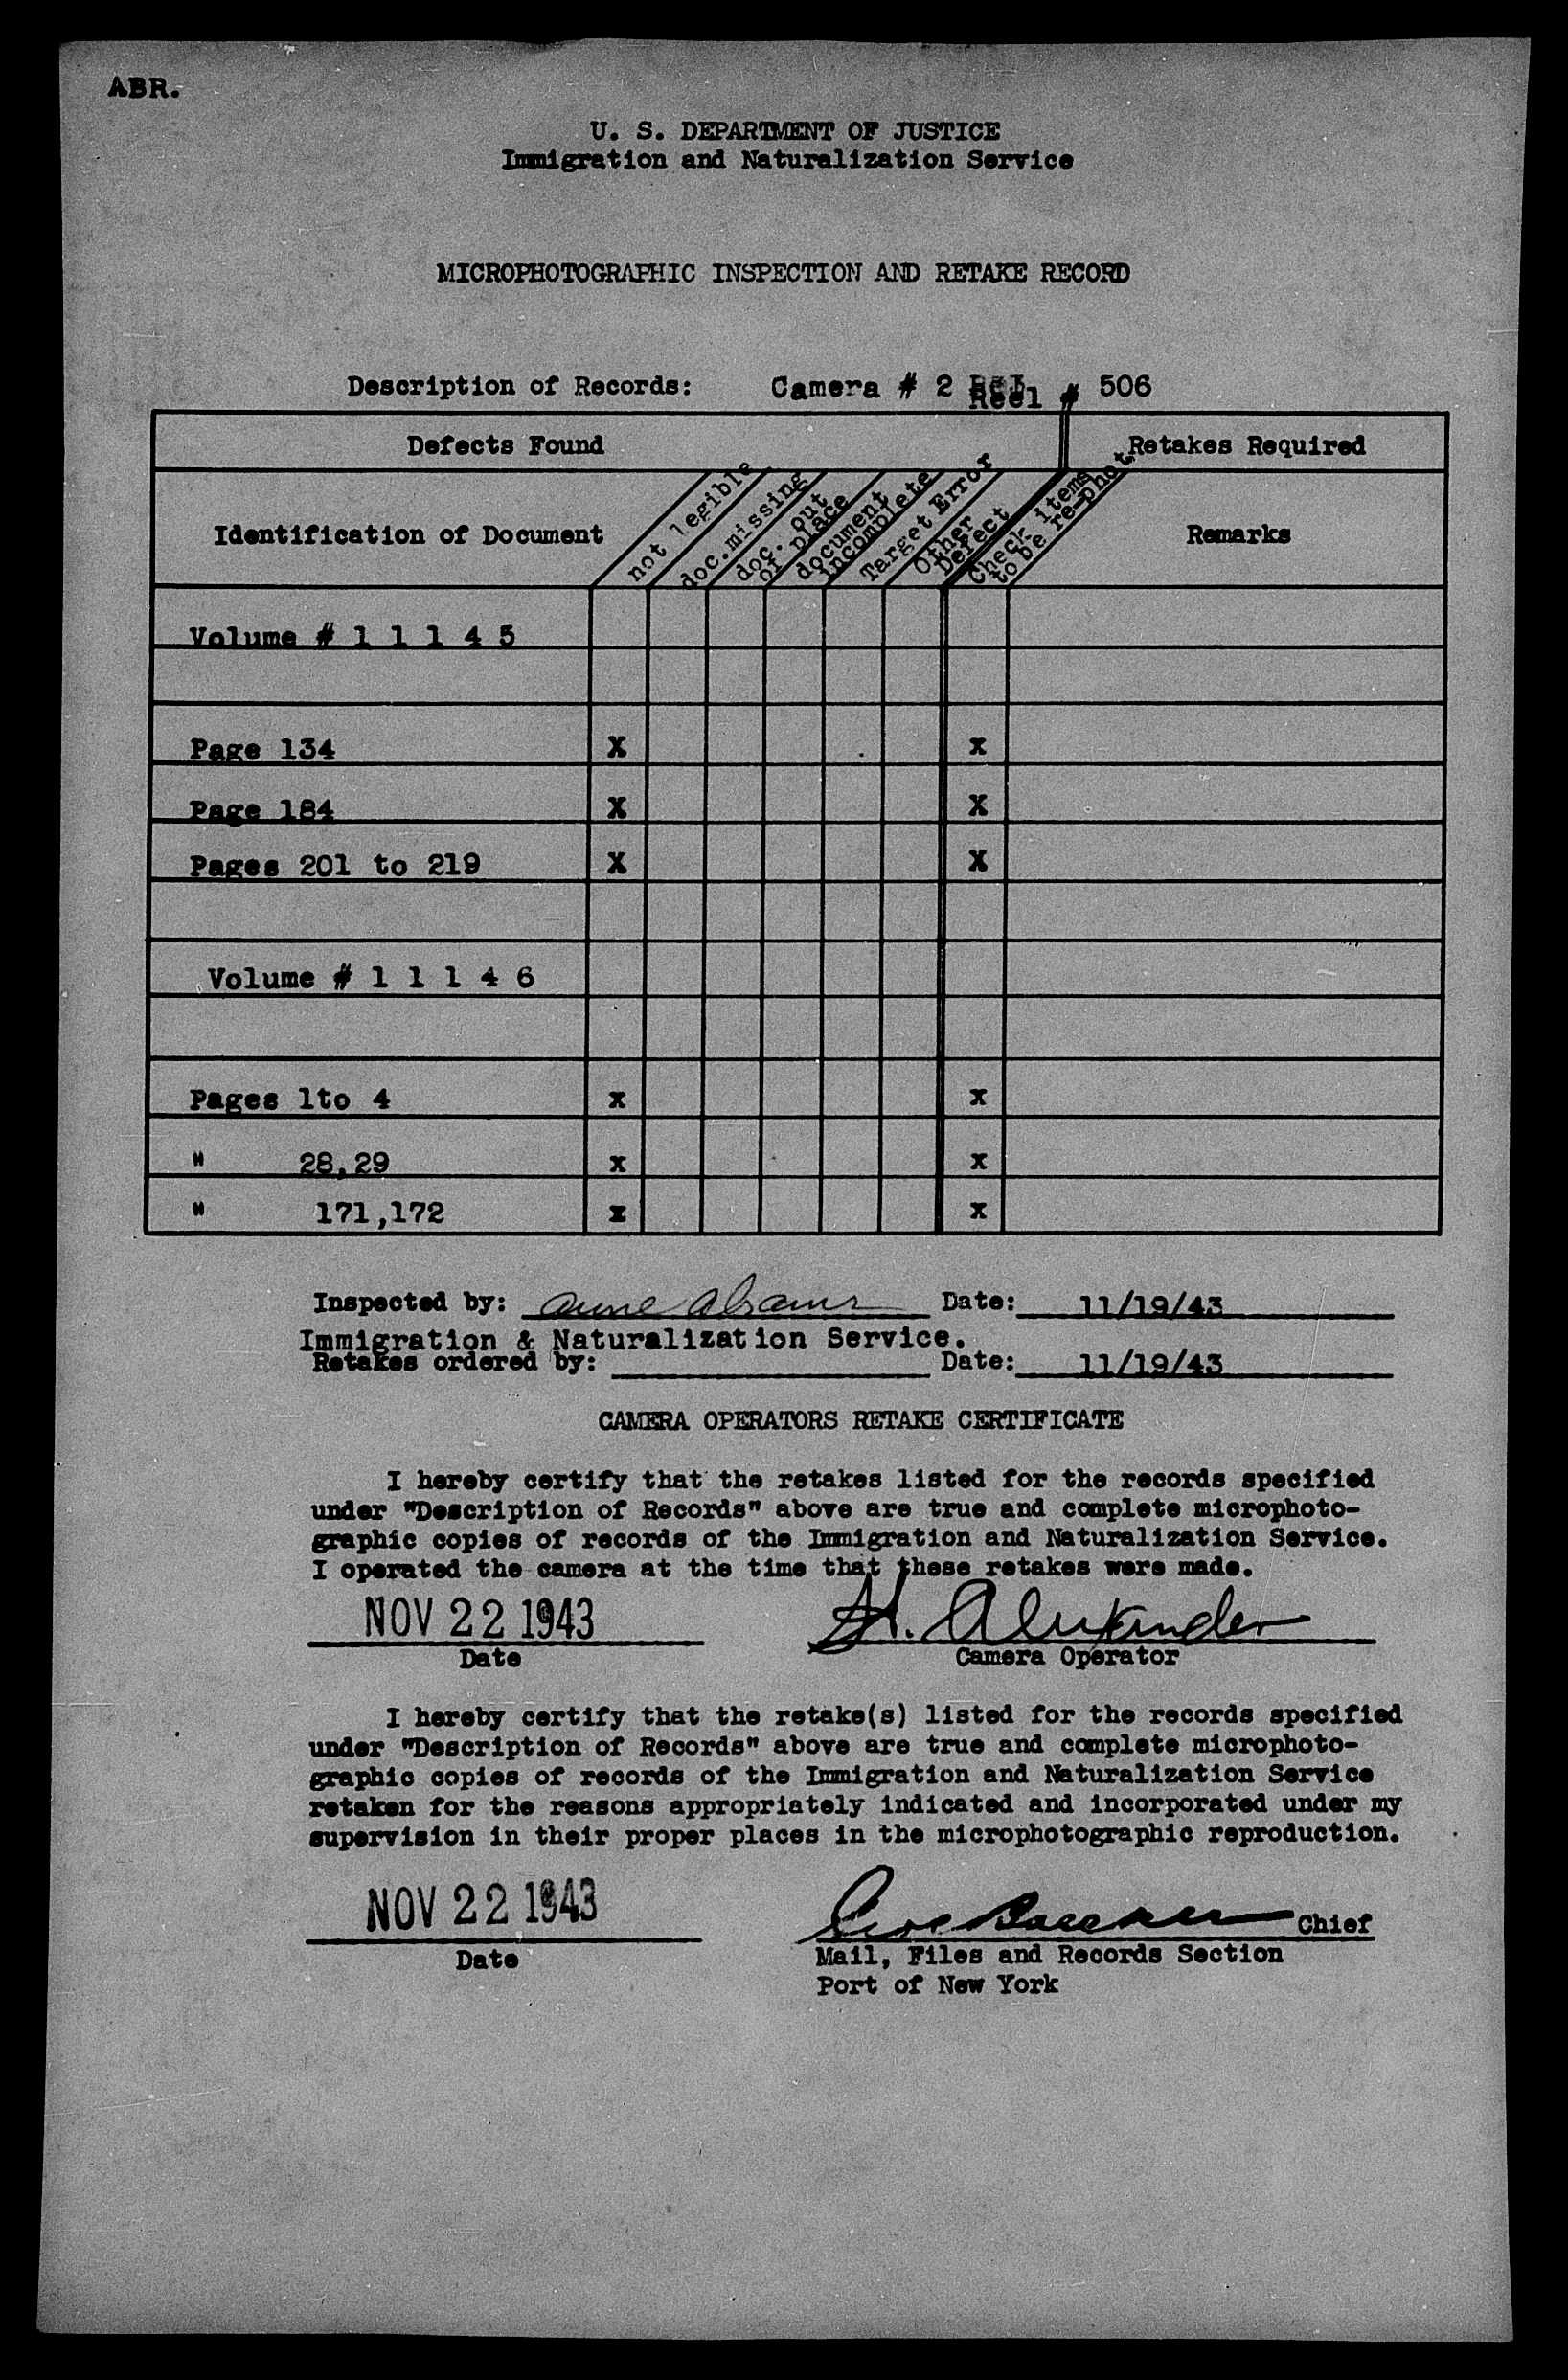 ABR.
U. S. DEPARTMENT OF JUSTICE
Immigration and Naturalization Service
MICROPHOTOGRAPHIC INSPECTION AND RETAKE RECORD
Description of Records: Camera # 2 Reel # 506
Defects Found Retakes Required
Identification of Document
not legible
doc.missing
doc. out
of place
document
incomplete
Target Error
Other
Defect
Check items
to be re-phot
Remarks
Volume # 1 1 1 4 5
Page 134 X x
Page 184 X X
Pages 201 to 219 X X
Volume # 1 1 1 4 6
Pages 1to 4 x x
" 28,29 x x
" 171,172 x x
Inspected by: Anne Abrams Date: 11/19/43
Immigration & Naturalization Service.
Retakes ordered by: Date: 11/19/43
CAMERA OPERATORS RETAKE CERTIFICATE
I hereby certify that the retakes listed for the records specified
under "Description of Records" above are true and complete microphoto-
graphic copies of records of the Immigration and Naturalization Service.
I operated the camera at the time that these retakes were made.
NOV 22 1943 H. Alexander
Date Camera Operator
I hereby certify that the retake(s) listed for the records specified
under "Description of Records" above are true and complete microphoto-
graphic copies of records of the Immigration and Naturalization Service
retaken for the reasons appropriately indicated and incorporated under my
supervision in their proper places in the microphotographic reproduction.
NOV 22 1943 Chief
Date Mail, Files and Records Section
Port of New York